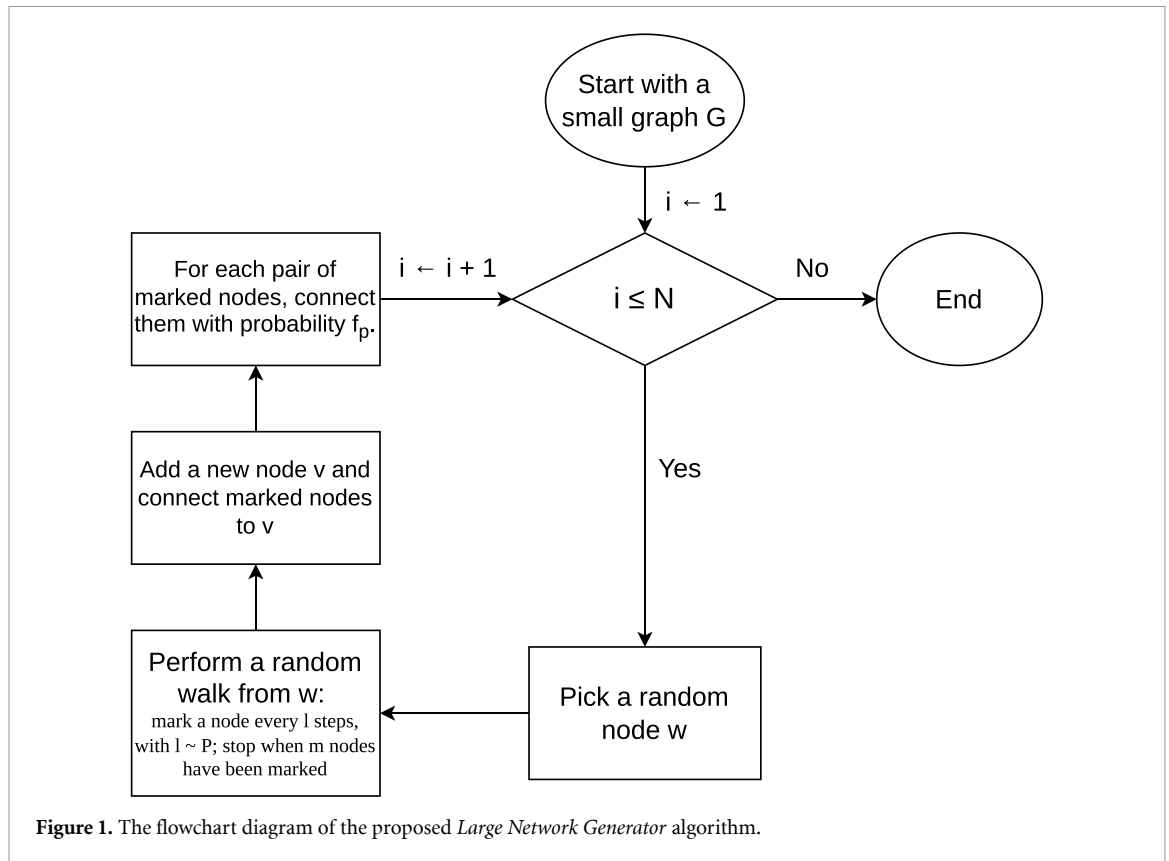 Start with a
small graph G
i ← 1
i ≤ N
No
End
Yes
Pick a random
node w
Perform a random
walk from w:
mark a node every l steps,
with l ~ P; stop when m nodes
have been marked
Add a new node v and
connect marked nodes
to v
For each pair of
marked nodes, connect
them with probability fp.
i ← i + 1
Figure 1. The flowchart diagram of the proposed Large Network Generator algorithm.